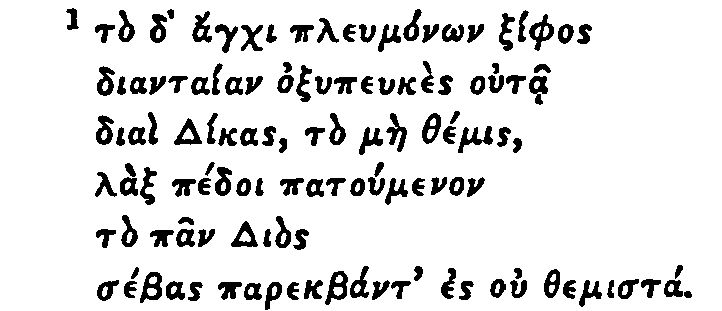 1 τὸ δ' ἄγχι πλευμόνων ξίφος
διανταίαν ὀξυπευκὲς οὐτᾷ
διαὶ Δίκας, τὸ μὴ θέμις,
λὰξ πέδοι πατούμενον
τὸ πᾶν Διὸς
σέβας παρεκβάντ' ἐς οὐ θεμιστά.